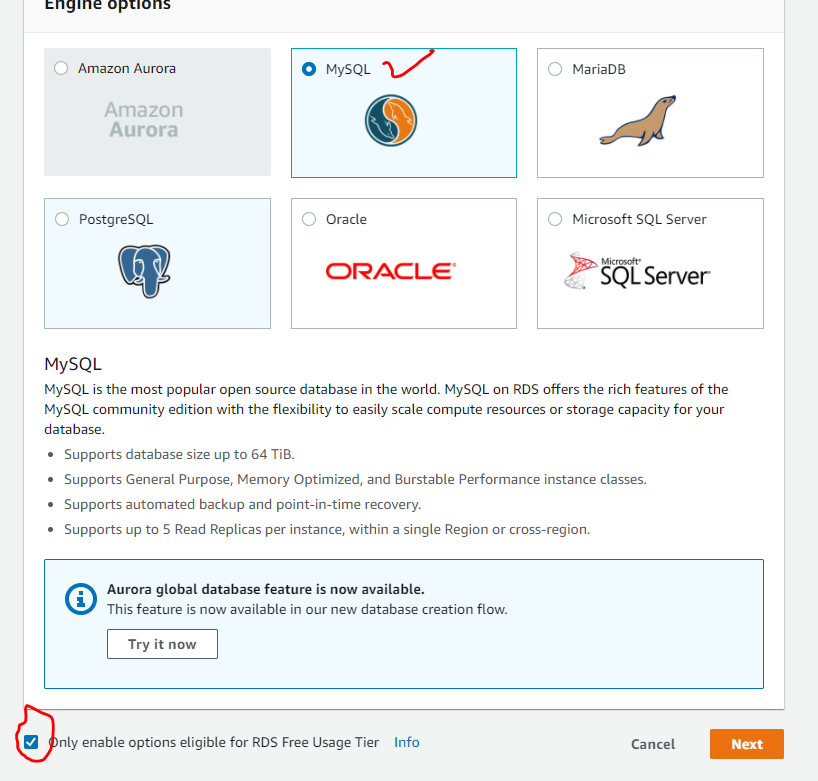 Engine options
Amazon Aurora
MySQL
MariaDB
Amazon
Aurora
PostgreSQL
Oracle
Microsoft SQL Server
ORACLE
Microsoft
SQL Server
MySQL
MySQL is the most popular open source database in the world. MySQL on RDS offers the rich features of the
MySQL community edition with the flexibility to easily scale compute resources or storage capacity for your
database.
• Supports database size up to 64 TiB.
• Supports General Purpose, Memory Optimized, and Burstable Performance instance classes.
• Supports automated backup and point-in-time recovery.
• Supports up to 5 Read Replicas per instance, within a single Region or cross-region.
Aurora global database feature is now available.
This feature is now available in our new database creation flow.
Try it now
Only enable options eligible for RDS Free Usage Tier Info
Cancel
Next